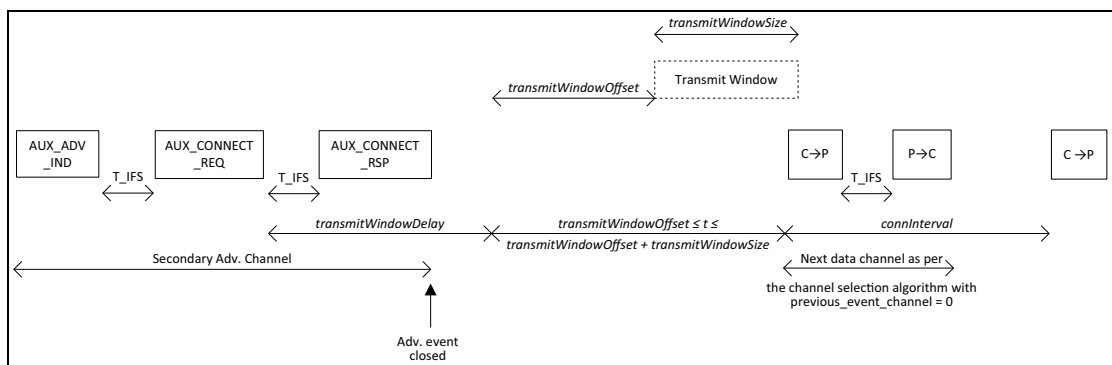 transmitWindowSize
Transmit Window
transmitWindowOffset
AUX_ADV
_IND
AUX_CONNECT
_REQ
AUX_CONNECT
_RSP
C→P
P→C
C →P
T_IFS
T_IFS
T_IFS
transmitWindowDelay
transmitWindowOffset ≤ t ≤
transmitWindowOffset + transmitWindowSize
connInterval
Secondary Adv. Channel
Next data channel as per
the channel selection algorithm with
previous_event_channel = 0
Adv. event
closed